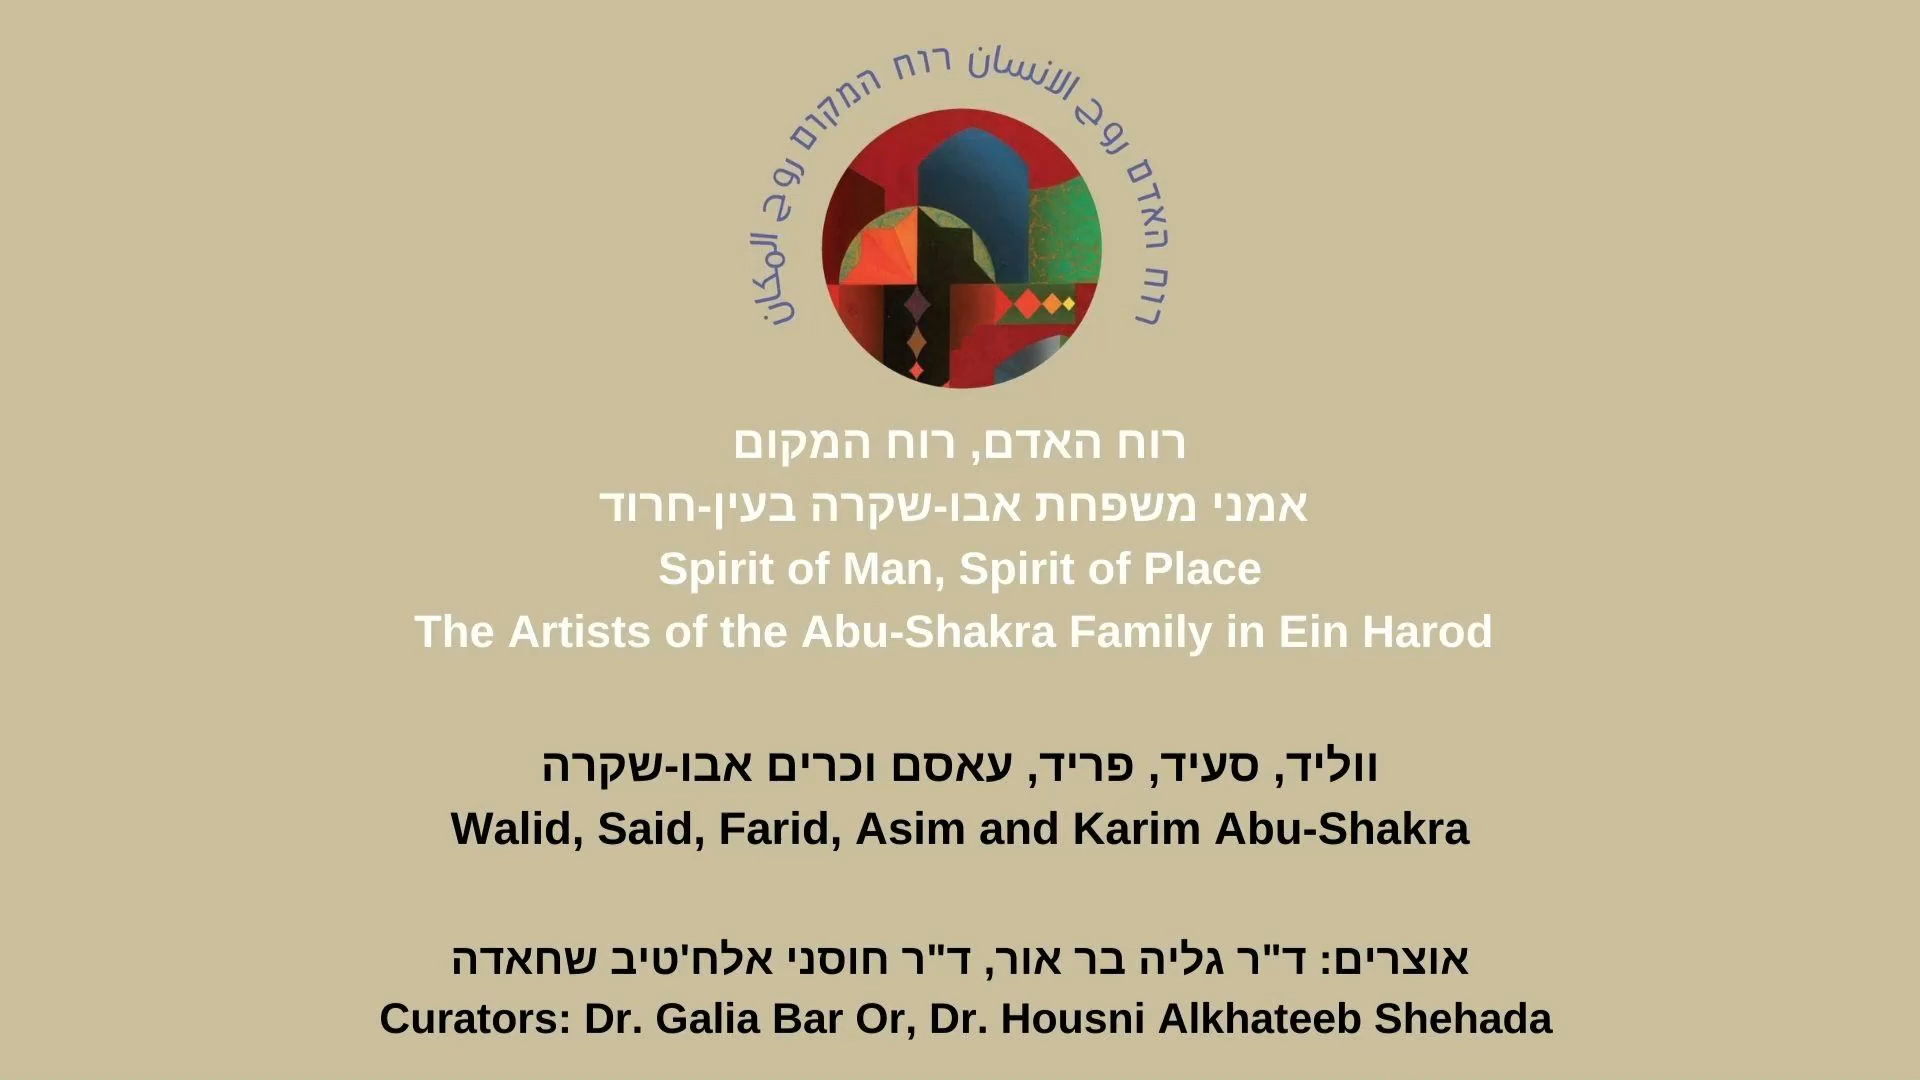 רוח האדם روح الانسان רוח המקום روح المكان
רוח האדם, רוח המקום
אמני משפחת אבו-שקרה בעין-חרוד
Spirit of Man, Spirit of Place
The Artists of the Abu-Shakra Family in Ein Harod
ווליד, סעיד, פריד, עאסם וכרים אבו-שקרה
Walid, Said, Farid, Asim and Karim Abu-Shakra
אוצרים: ד"ר גליה בר אור, ד"ר חוסני אלח'טיב שחאדה
Curators: Dr. Galia Bar Or, Dr. Housni Alkhateeb Shehada